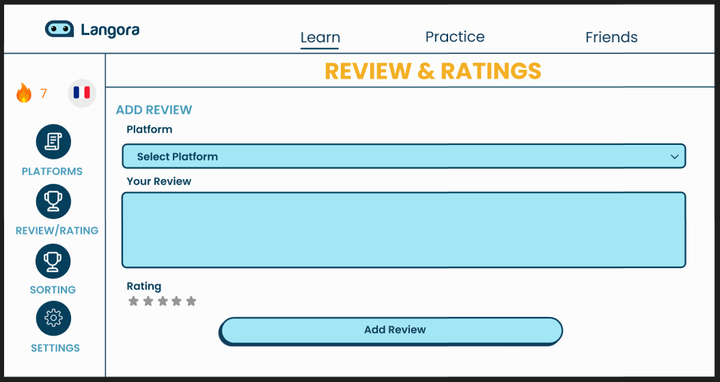 Langora
Learn
Practice
Friends
REVIEW & RATINGS
7
ADD REVIEW
Platform
Select Platform
PLATFORMS
Your Review
REVIEW/RATING
SORTING
Rating
Add Review
SETTINGS